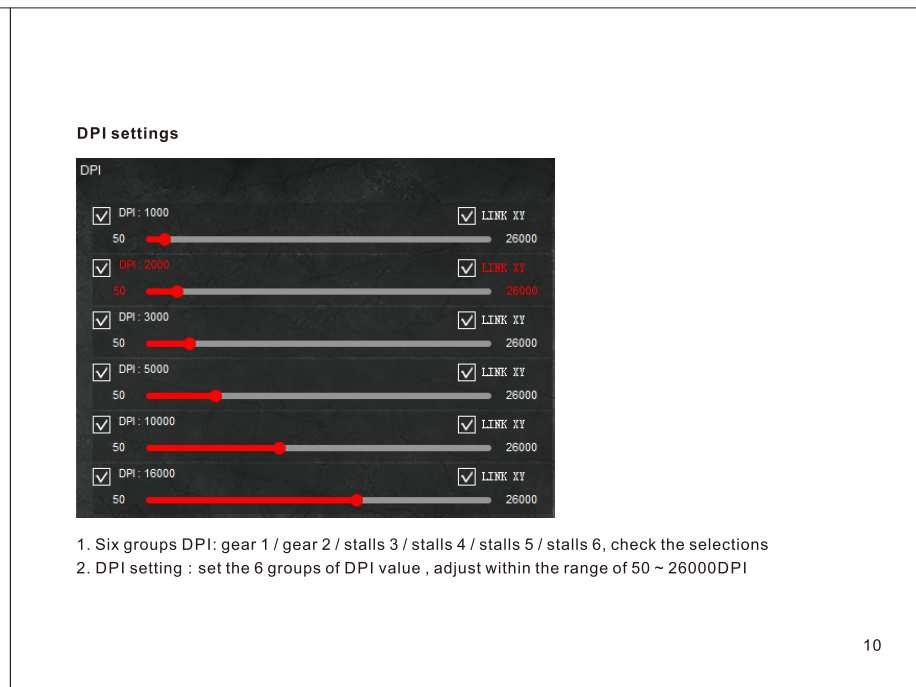 DPI settings
DPI
DPI : 1000 LINK XY
50 26000
DPI : 2000 LINK XY
50 26000
DPI : 3000 LINK XY
50 26000
DPI : 5000 LINK XY
50 26000
DPI : 10000 LINK XY
50 26000
DPI : 16000 LINK XY
50 26000
1. Six groups DPI: gear 1 / gear 2 / stalls 3 / stalls 4 / stalls 5 / stalls 6, check the selections
2. DPI setting : set the 6 groups of DPI value , adjust within the range of 50 ~ 26000DPI
10